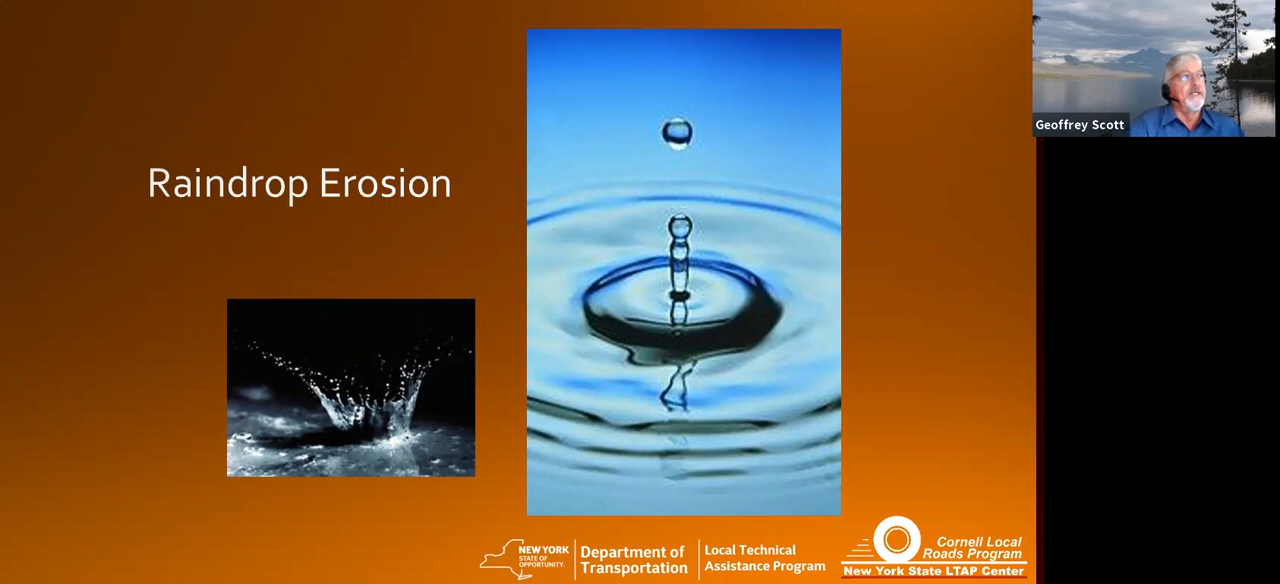 Raindrop Erosion
Geoffrey Scott
NEW YORK
STATE OF
OPPORTUNITY.
Department of
Transportation
Local Technical
Assistance Program
Cornell Local
Roads Program
New York State LTAP Center